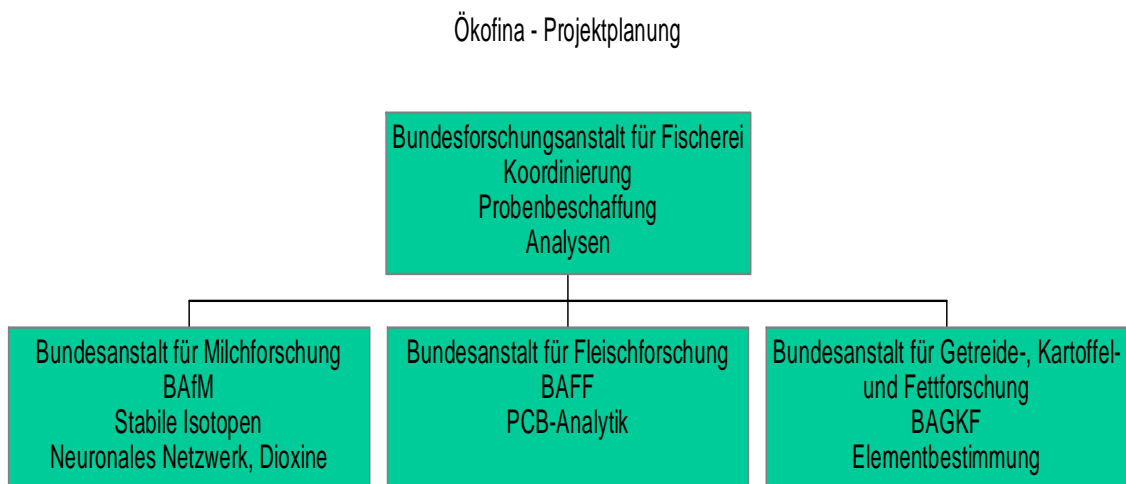 Ökofina - Projektplanung
Bundesforschungsanstalt für Fischerei
Koordinierung
Probenbeschaffung
Analysen
Bundesanstalt für Milchforschung
BAfM
Stabile Isotopen
Neuronales Netzwerk, Dioxine
Bundesanstalt für Fleischforschung
BAFF
PCB-Analytik
Bundesanstalt für Getreide-, Kartoffel-
und Fettforschung
BAGKF
Elementbestimmung